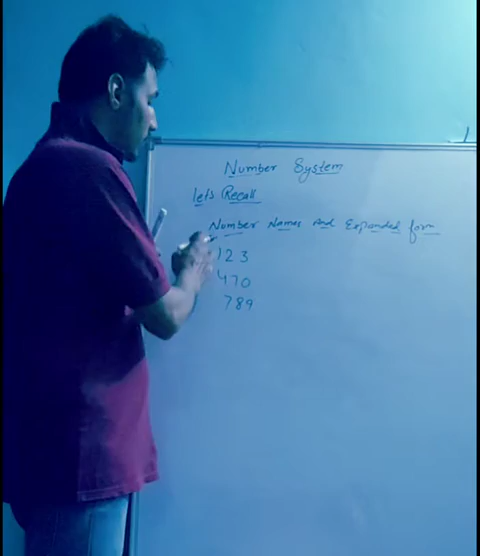 Number System
lets Recall
Number Names And Expanded form
123
470
789